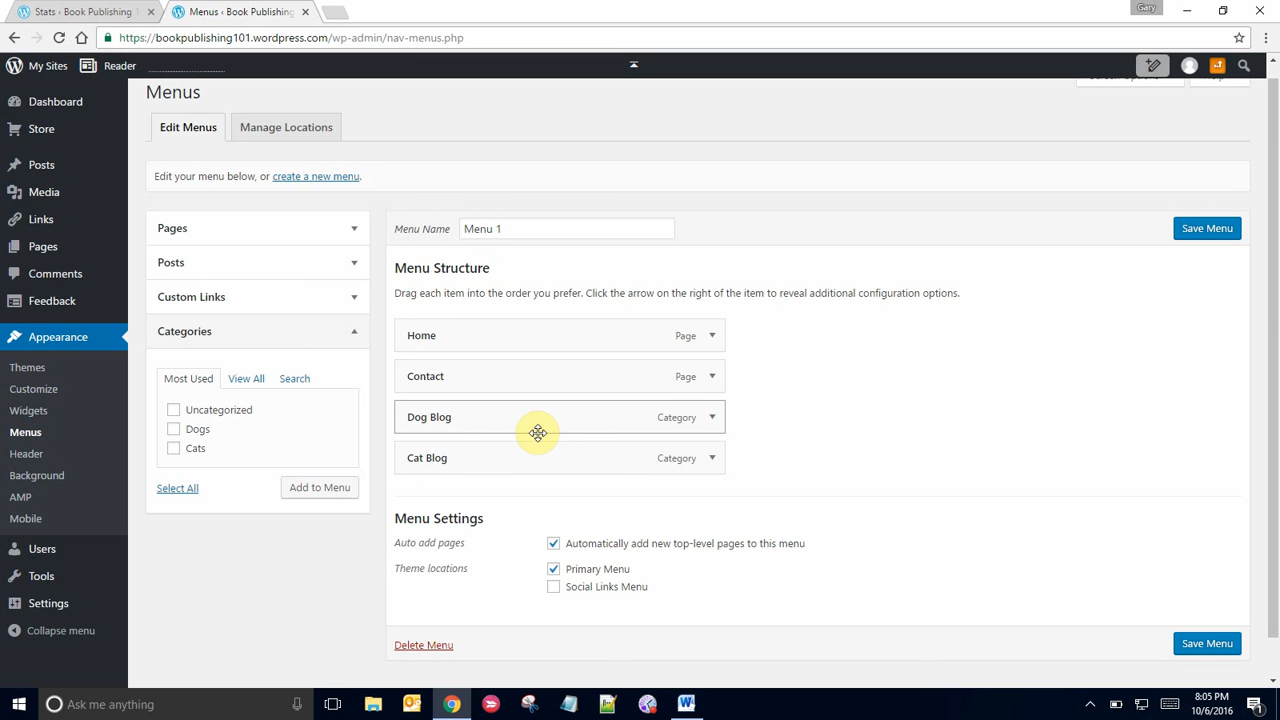 Stats ‹ Book Publishing 1
Menus ‹ Book Publishing
Gary
https://bookpublishing101.wordpress.com/wp-admin/nav-menus.php
My Sites
Reader
Dashboard
Store
Posts
Media
Links
Pages
Comments
Feedback
Appearance
Themes
Customize
Widgets
Menus
Header
Background
AMP
Mobile
Users
Tools
Settings
Collapse menu
Menus
Edit Menus
Manage Locations
Edit your menu below, or create a new menu.
Pages
Posts
Custom Links
Categories
Most Used View All Search
Uncategorized
Dogs
Cats
Select All
Add to Menu
Menu Name Menu 1
Save Menu
Menu Structure
Drag each item into the order you prefer. Click the arrow on the right of the item to reveal additional configuration options.
Home Page
Contact Page
Dog Blog Category
Cat Blog Category
Menu Settings
Auto add pages Automatically add new top-level pages to this menu
Theme locations Primary Menu
Social Links Menu
Delete Menu
Save Menu
Ask me anything
8:05 PM
10/6/2016